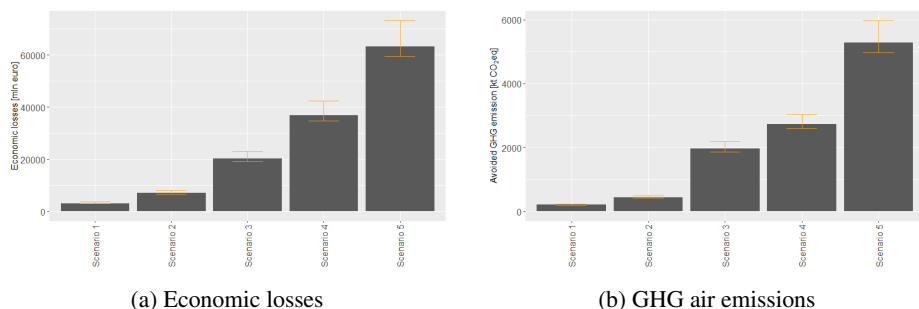 Economic losses [mln euro]
60000
40000
20000
0
Scenario 1
Scenario 2
Scenario 3
Scenario 4
Scenario 5
(a) Economic losses
Avoided GHG emission [kt CO₂eq]
6000
4000
2000
0
Scenario 1
Scenario 2
Scenario 3
Scenario 4
Scenario 5
(b) GHG air emissions